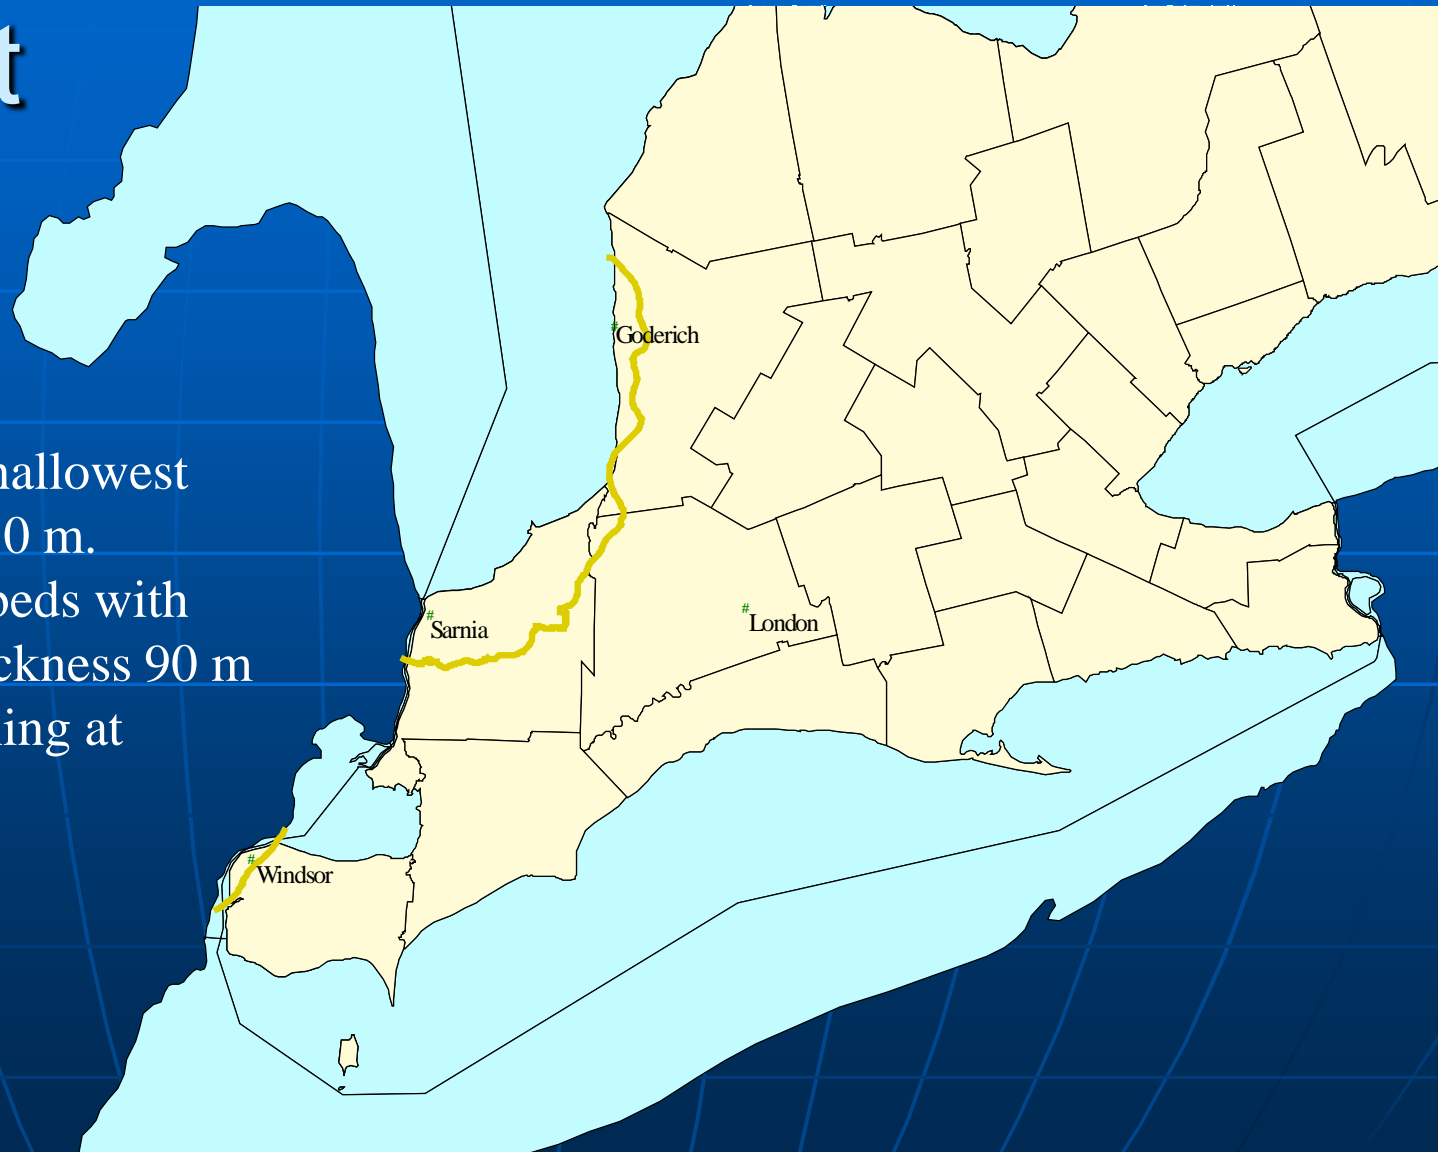 t
hallowest
0 m.
beds with
ckness 90 m
ing at
# Goderich
# Sarnia
# London
# Windsor